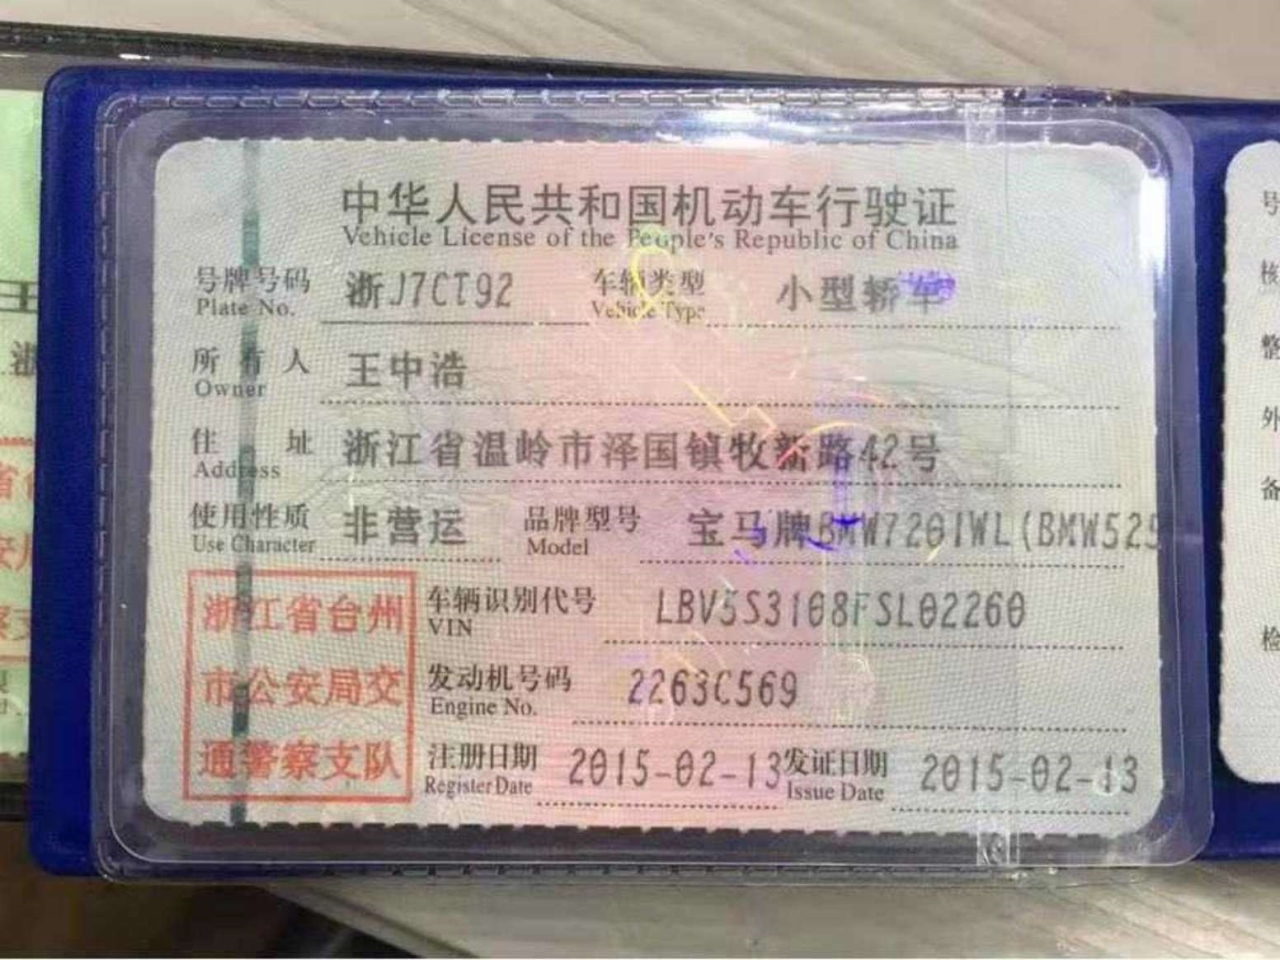 中华人民共和国机动车行驶证
Vehicle License of the People's Republic of China
号牌号码 浙J7CT92 车辆类型 小型轿车
Plate No. Vehicle Type
所有人 王中浩
Owner
住址 浙江省温岭市泽国镇牧新路42号
Address
使用性质 非营运 品牌型号 宝马牌BMW7201WL(BMW525
Use Character Model
浙江省台州
市公安局交
通警察支队
车辆识别代号 LBV5S3108FSL02260
VIN
发动机号码 2263C569
Engine No.
注册日期 2015-02-13 发证日期 2015-02-13
Register Date Issue Date
号
核
整
外
备
检